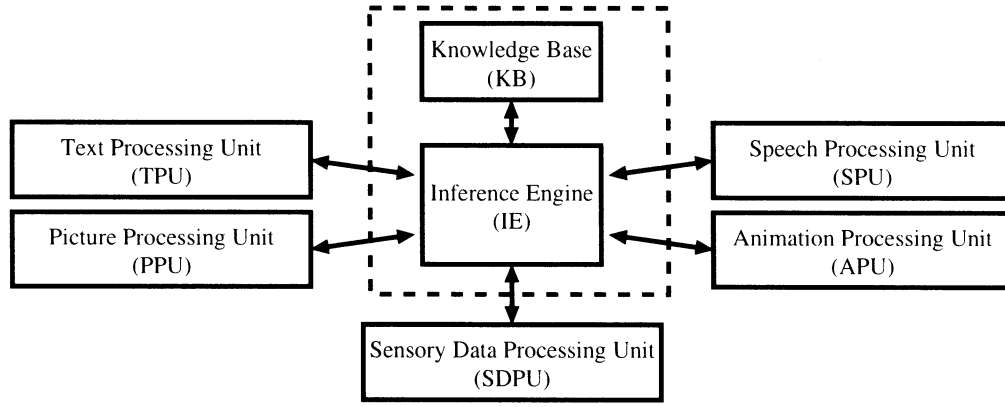 Knowledge Base
(KB)
Text Processing Unit
(TPU)
Inference Engine
(IE)
Speech Processing Unit
(SPU)
Picture Processing Unit
(PPU)
Animation Processing Unit
(APU)
Sensory Data Processing Unit
(SDPU)